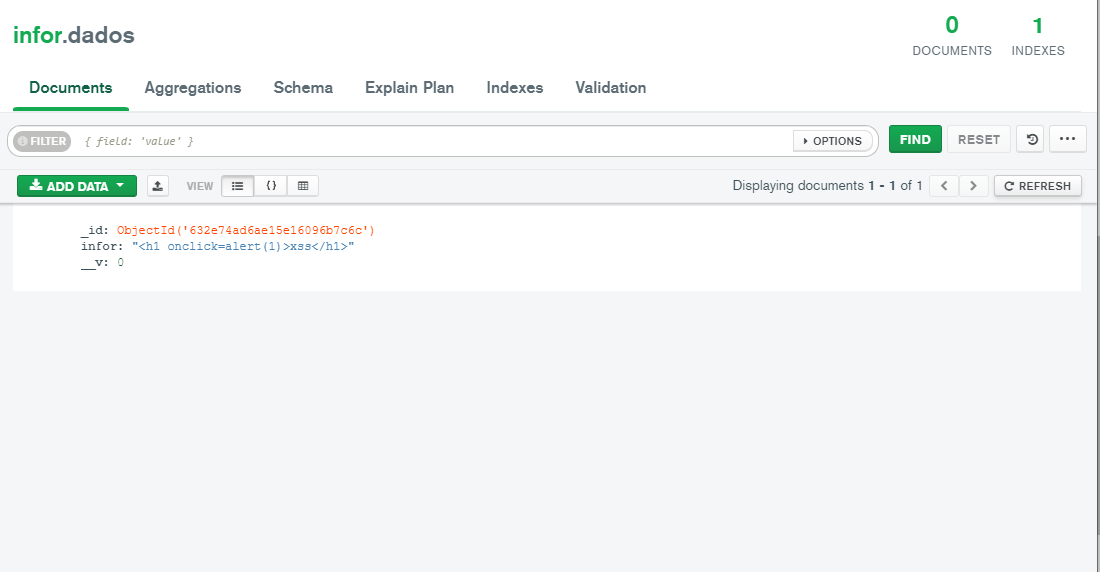 infor.dados
0 1
DOCUMENTS INDEXES
Documents Aggregations Schema Explain Plan Indexes Validation
FILTER { field: 'value' } OPTIONS FIND RESET
ADD DATA VIEW {} Displaying documents 1 - 1 of 1 REFRESH
_id: ObjectId('632e74ad6ae15e16096b7c6c')
infor: "<h1 onclick=alert(1)>xss</h1>"
__v: 0